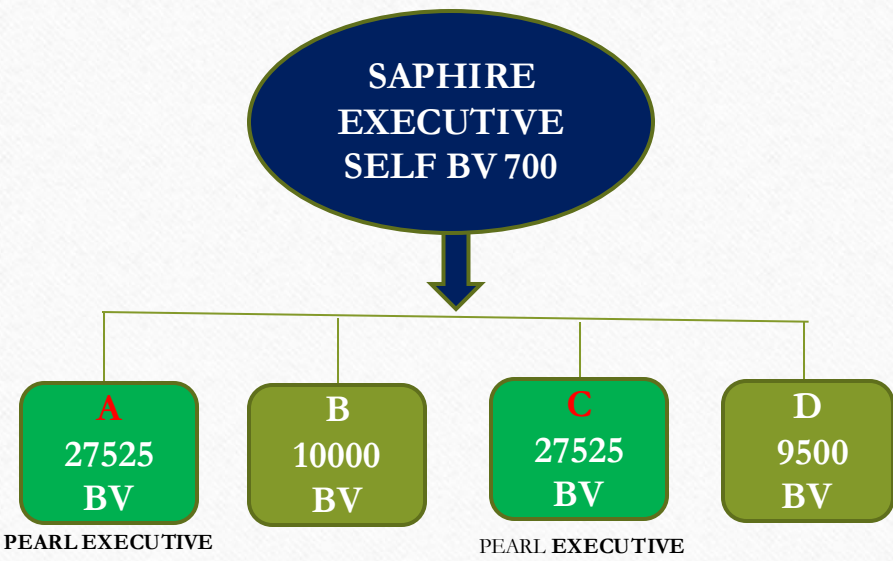 SAPHIRE
EXECUTIVE
SELF BV 700
A
27525
BV
B
10000
BV
C
27525
BV
D
9500
BV
PEARL EXECUTIVE
PEARL EXECUTIVE